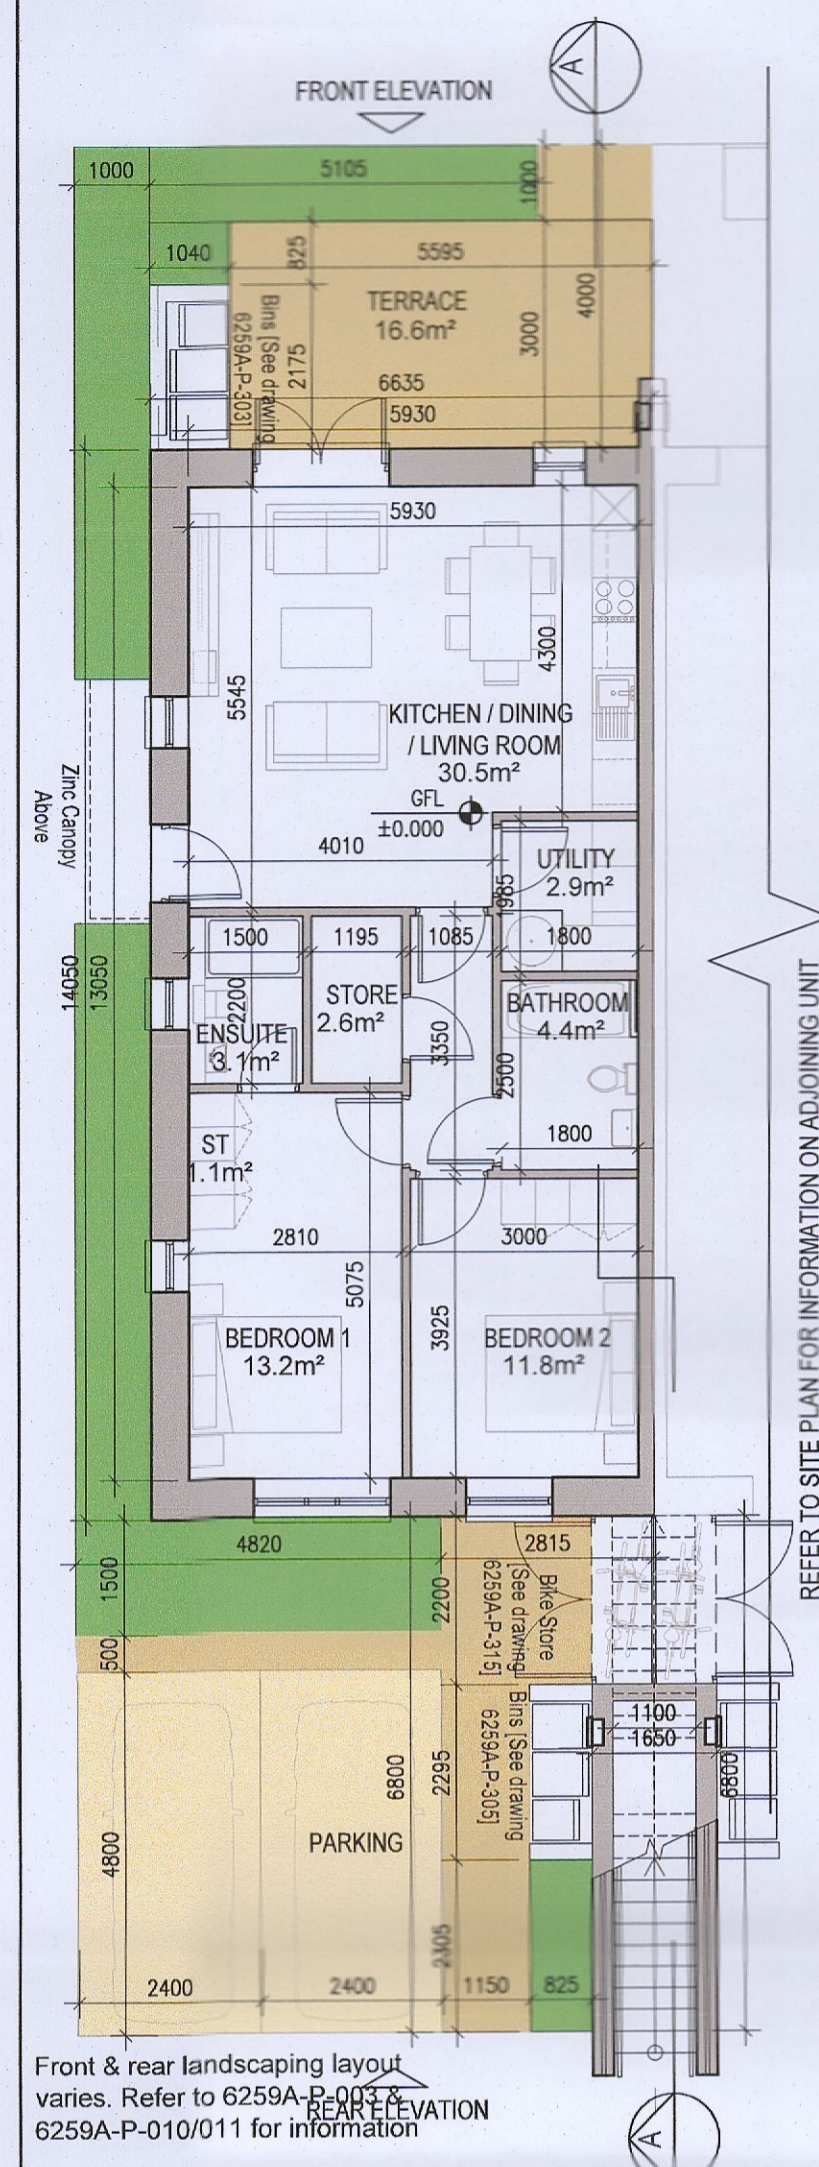 A
FRONT ELEVATION
1000
5105
1000
1040
825
5595
4000
TERRACE
16.6m²
3000
Bins [See drawing
6259A-P-303]
2175
6635
5930
5930
5545
4300
KITCHEN / DINING
/ LIVING ROOM
30.5m²
GFL
±0.000
Zinc Canopy
Above
4010
UTILITY
2.9m²
1985
1500
1195
1085
1800
14050
13050
2200
STORE
2.6m²
ENSUITE
3.1m²
3350
BATHROOM
4.4m²
2500
1800
ST
1.1m²
2810
3000
5075
3925
BEDROOM 1
13.2m²
BEDROOM 2
11.8m²
REFER TO SITE PLAN FOR INFORMATION ON ADJOINING UNIT
4820
2815
1500
2200
Bike Store
[See drawing
6259A-P-315]
500
Bins [See drawing
6259A-P-305]
1100
1650
6800
2295
6800
4800
PARKING
2305
2400
2400
1150
825
Front & rear landscaping layout
varies. Refer to 6259A-P-003 &
6259A-P-010/011 for information
REAR ELEVATION
A